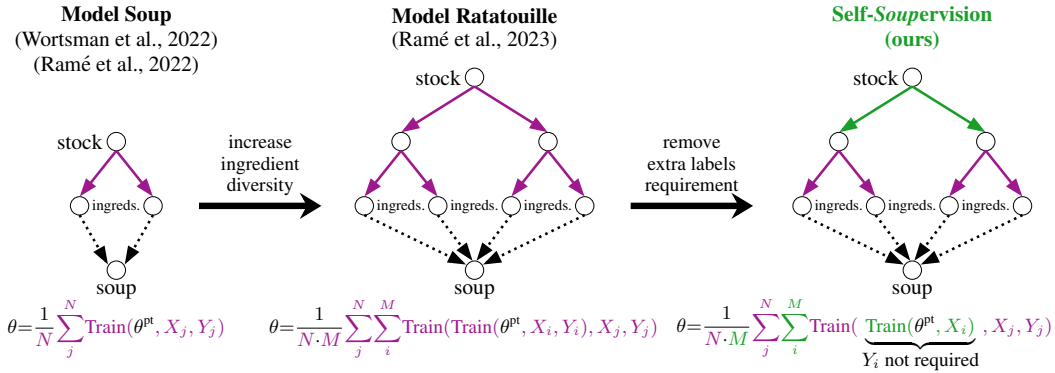 Model Soup
(Wortsman et al., 2022)
(Ramé et al., 2022)
stock
ingreds.
soup
θ=1/N ∑_j^N Train(θ^pt, X_j, Y_j)
increase
ingredient
diversity
Model Ratatouille
(Ramé et al., 2023)
stock
ingreds. ingreds. ingreds.
soup
θ=1/(N·M) ∑_j^N ∑_i^M Train(Train(θ^pt, X_i, Y_i), X_j, Y_j)
remove
extra labels
requirement
Self-Soupervision
(ours)
stock
ingreds. ingreds. ingreds.
soup
θ=1/(N·M) ∑_j^N ∑_i^M Train( Train(θ^pt, X_i) , X_j, Y_j)
Y_i not required